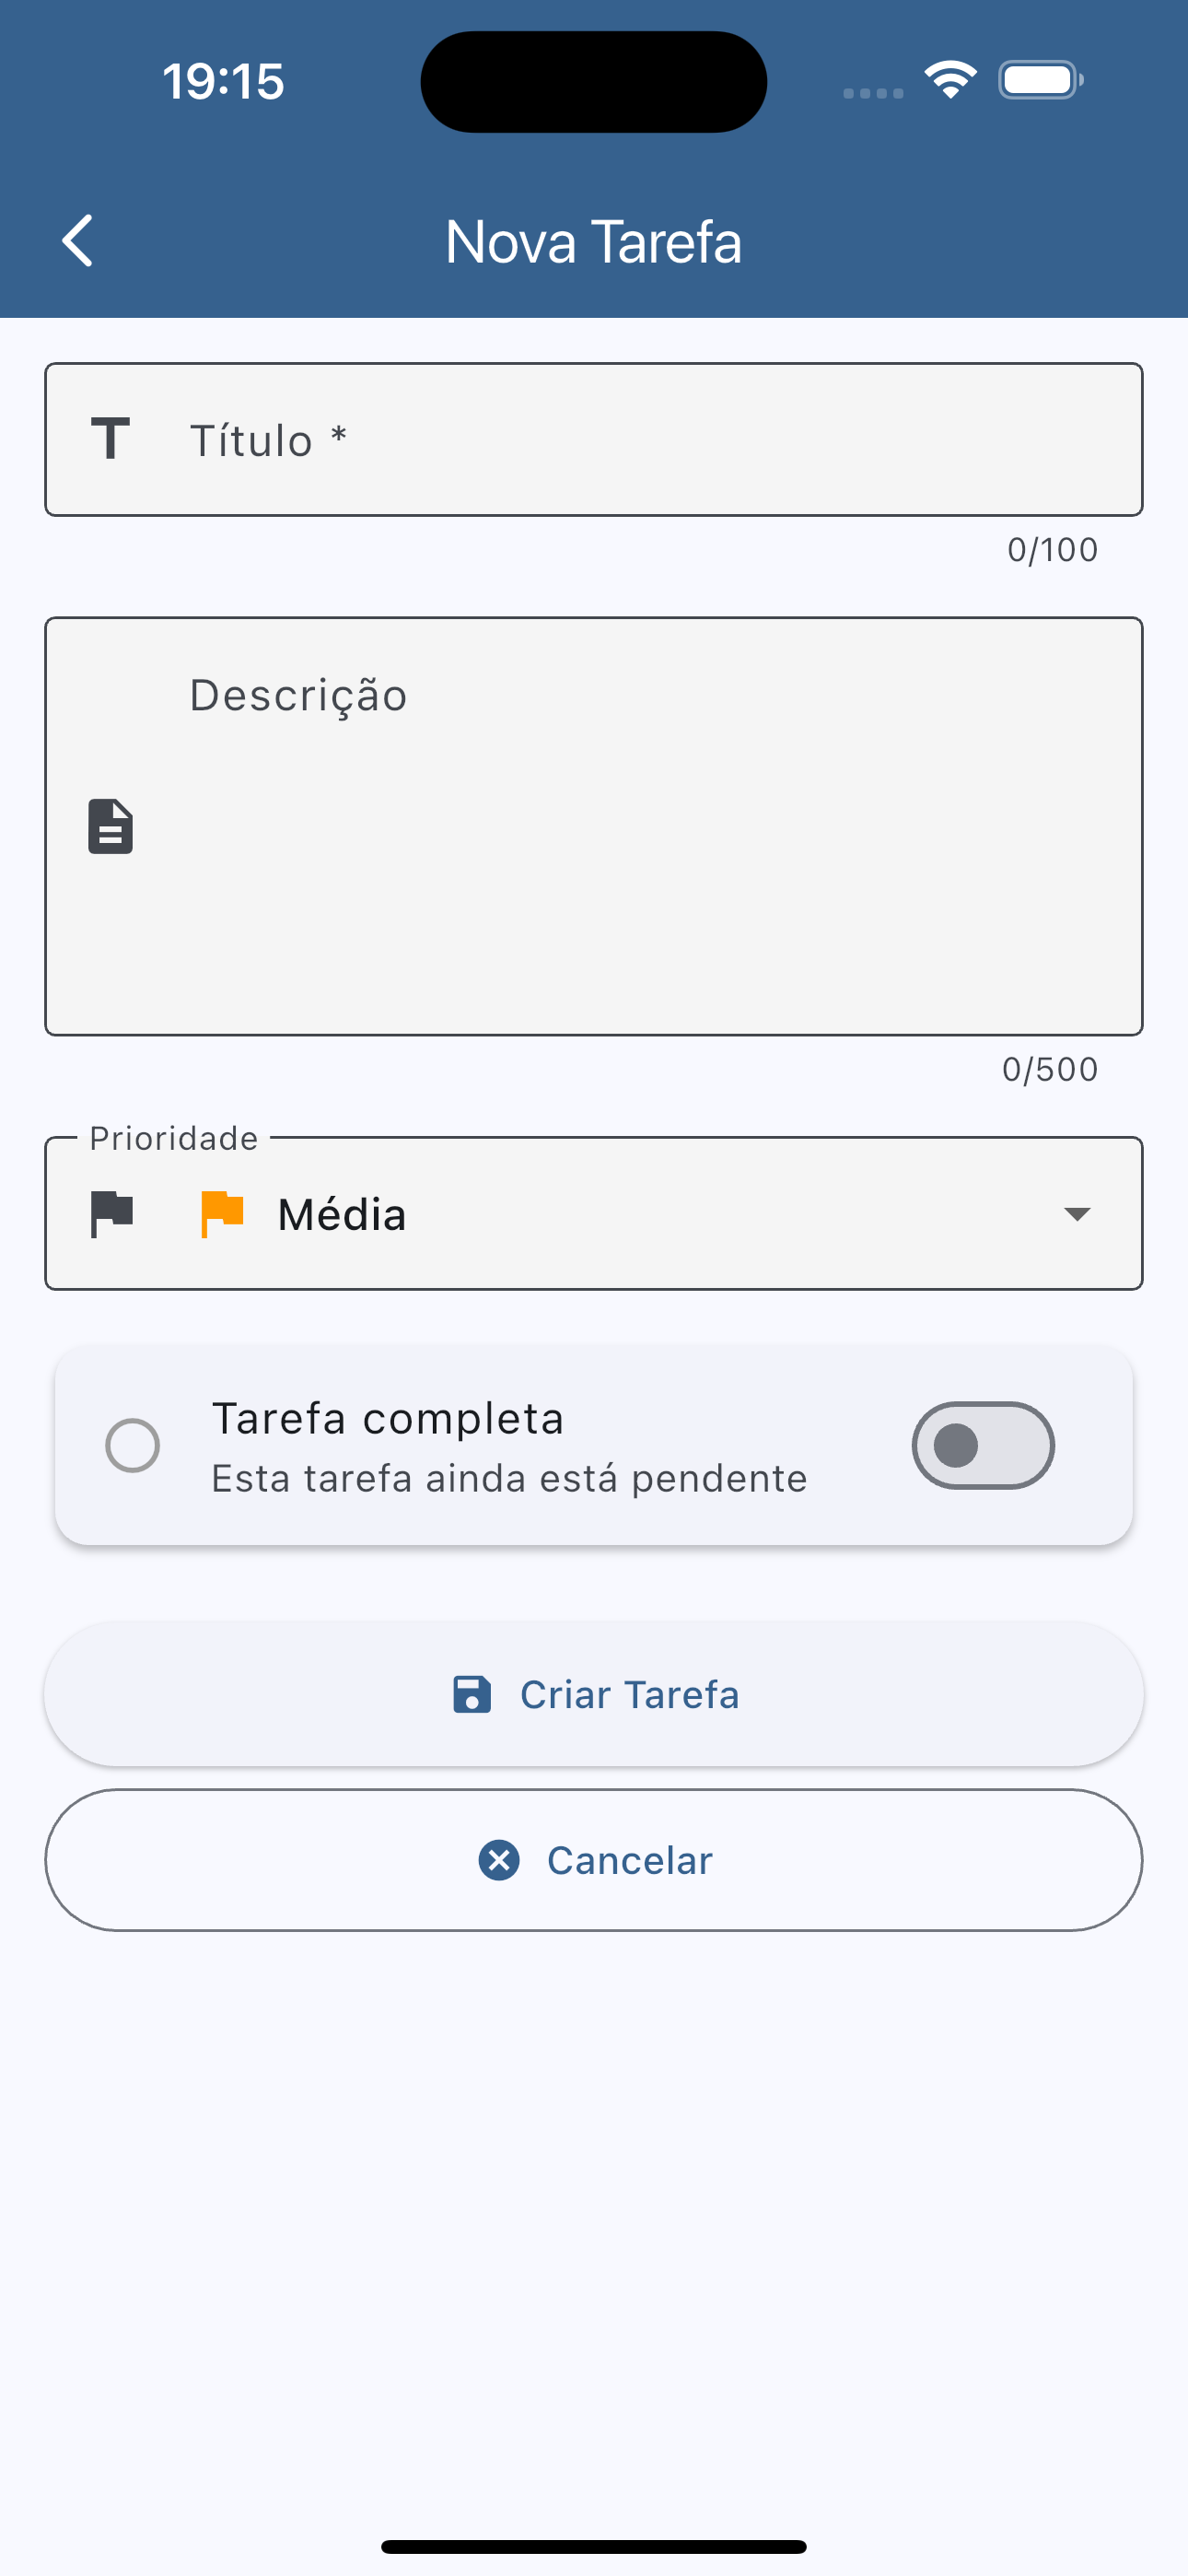 19:15
Nova Tarefa
Título *
0/100
Descrição
0/500
Prioridade
Média
Tarefa completa
Esta tarefa ainda está pendente
Criar Tarefa
Cancelar